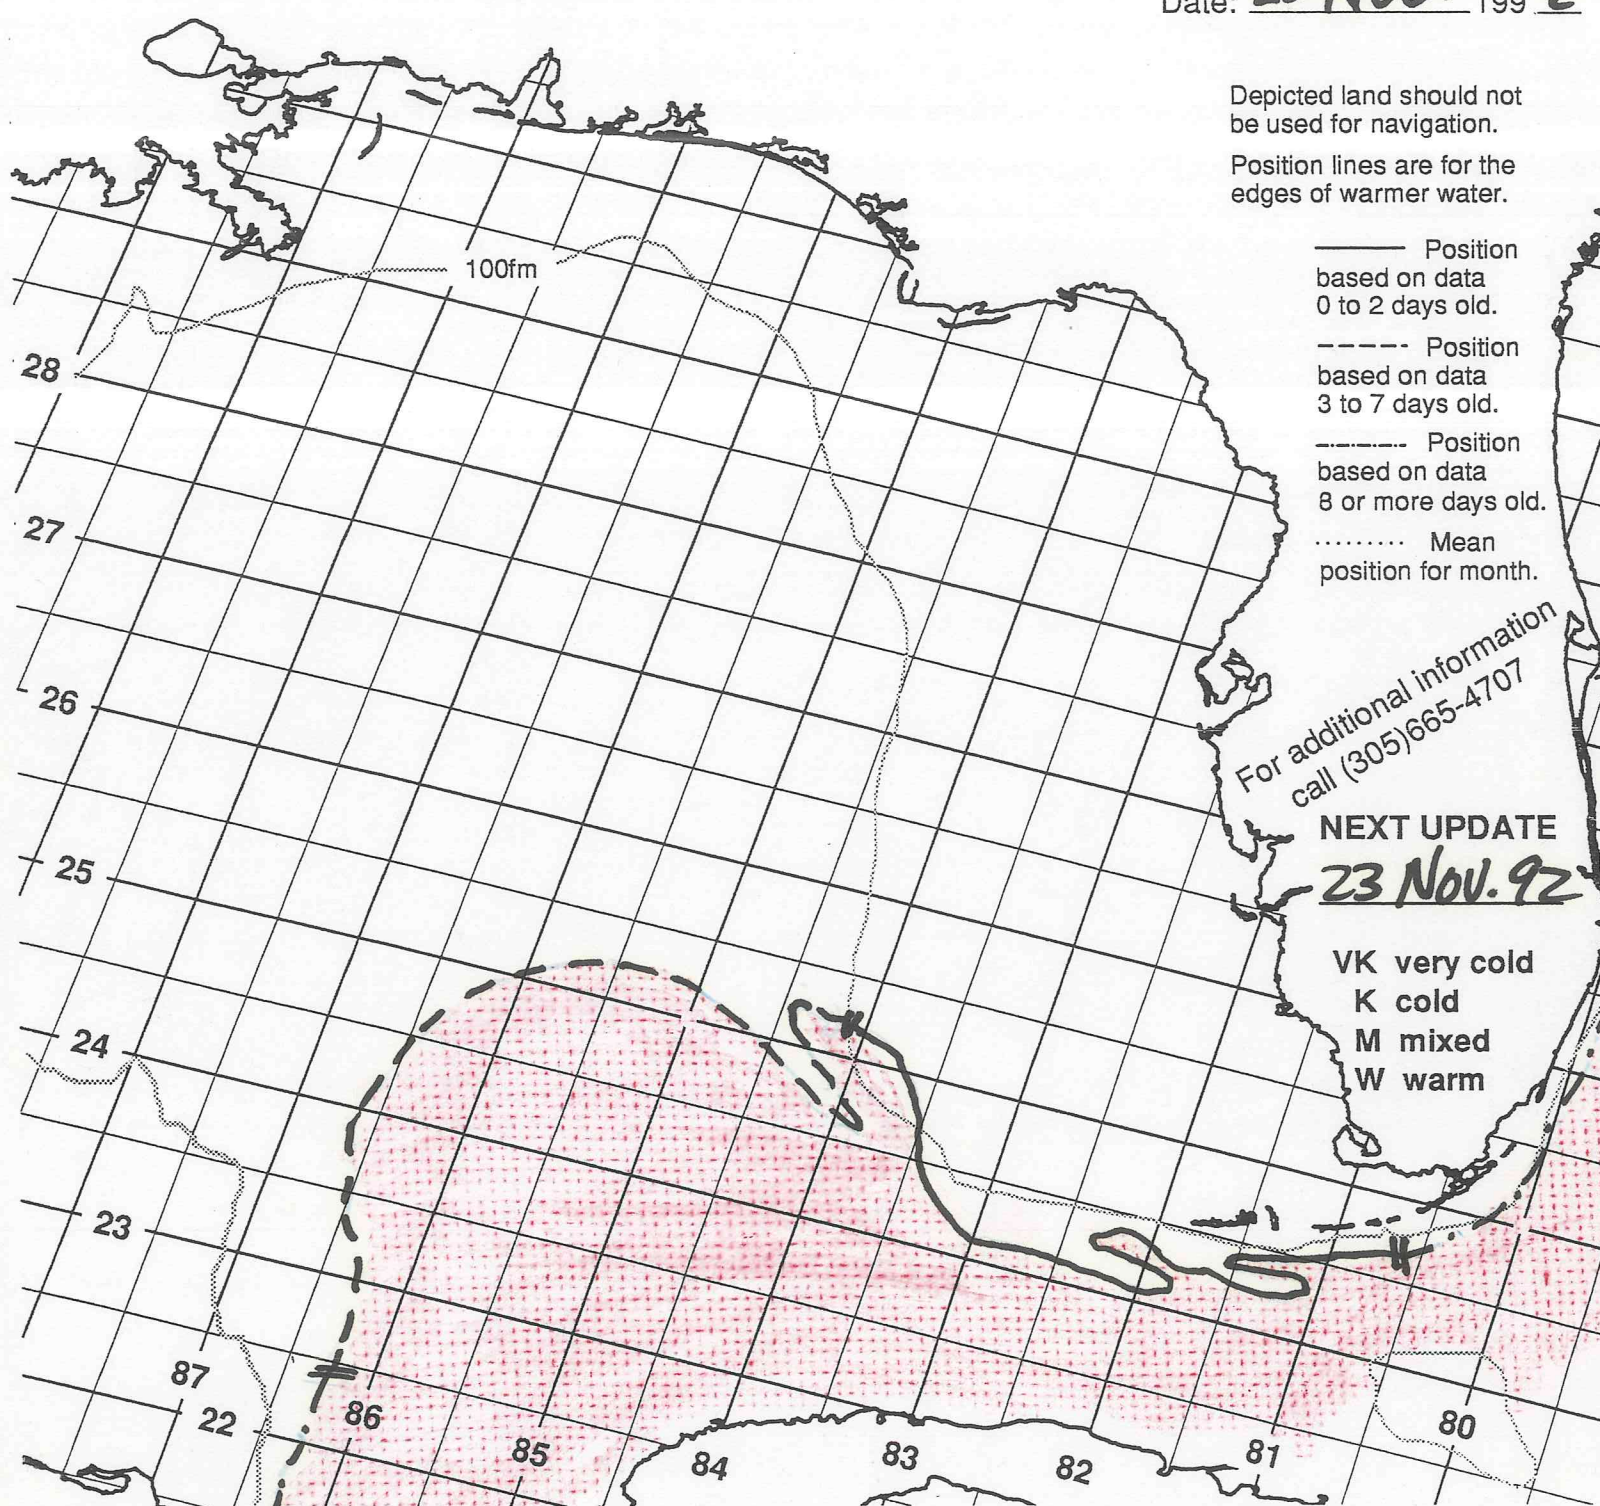 Date: Nov. 199 2
Depicted land should not
be used for navigation.
Position lines are for the
edges of warmer water.
Position
based on data
0 to 2 days old.
Position
based on data
3 to 7 days old.
Position
based on data
8 or more days old.
Mean
position for month.
For additional information
call (305)665-4707
NEXT UPDATE
23 Nov. 92
VK very cold
K cold
M mixed
W warm
100fm
28
27
26
25
24
23
22
87
86
85
84
83
82
81
80